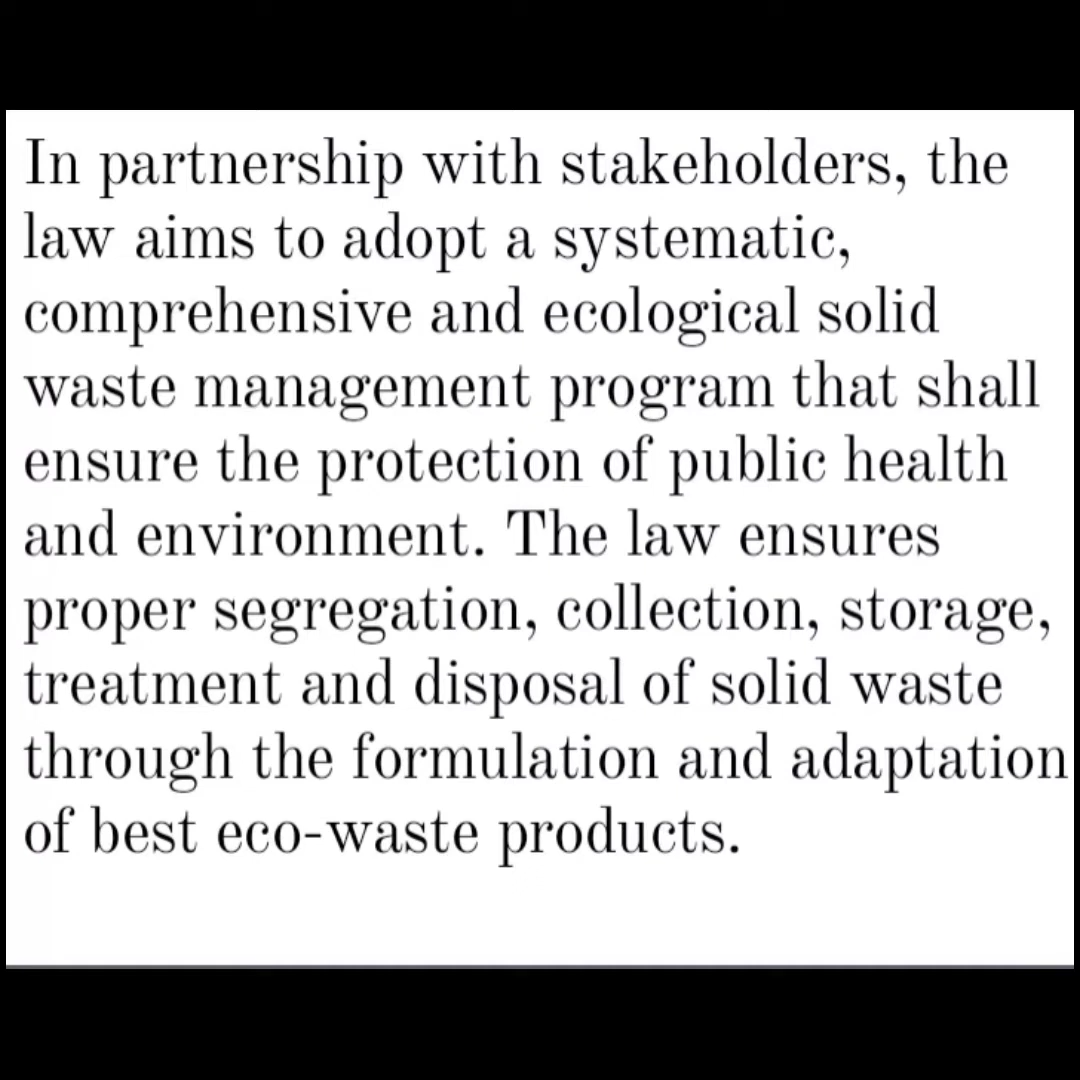 In partnership with stakeholders, the
law aims to adopt a systematic,
comprehensive and ecological solid
waste management program that shall
ensure the protection of public health
and environment. The law ensures
proper segregation, collection, storage,
treatment and disposal of solid waste
through the formulation and adaptation
of best eco-waste products.